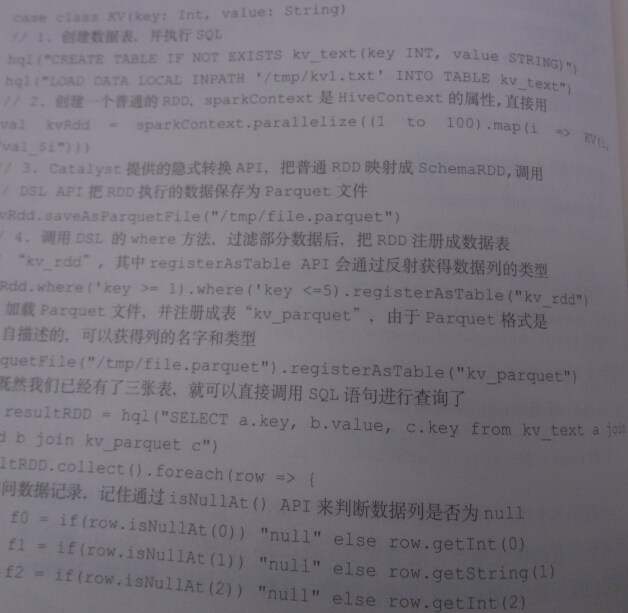 case class KV(key: Int, value: String)
// 1. 创建数据表，并执行 SQL
hql("CREATE TABLE IF NOT EXISTS kv_text(key INT, value STRING)")
hql("LOAD DATA LOCAL INPATH '/tmp/kv1.txt' INTO TABLE kv_text")
// 2. 创建一个普通的 RDD, sparkContext 是 HiveContext 的属性,直接用
val kvRdd = sparkContext.parallelize((1 to 100).map(i => KV(i,
"val_$i")))
// 3. Catalyst 提供的隐式转换 API, 把普通 RDD 映射成 SchemaRDD,调用
// DSL API 把 RDD 执行的数据保存为 Parquet 文件
vRdd.saveAsParquetFile("/tmp/file.parquet")
/ 4. 调用 DSL 的 where 方法，过滤部分数据后，把 RDD 注册成数据表
“kv_rdd”, 其中 registerAsTable API 会通过反射获得数据列的类型
Rdd.where('key >= 1).where('key <=5).registerAsTable("kv_rdd")
加载 Parquet 文件，并注册成表“kv_parquet”, 由于 Parquet 格式是
自描述的，可以获得列的名字和类型
quetFile("/tmp/file.parquet").registerAsTable("kv_parquet")
既然我们已经有了三张表，就可以直接调用 SQL 语句进行查询了
resultRDD = hql("SELECT a.key, b.value, c.key from kv_text a join
d b join kv_parquet c")
ltRDD.collect().foreach(row => {
问数据记录，记住通过 isNullAt() API 来判断数据列是否为 null
f0 = if(row.isNullAt(0)) "null" else row.getInt(0)
f1 = if(row.isNullAt(1)) "null" else row.getString(1)
f2 = if(row.isNullAt(2)) "null" else row.getInt(2)